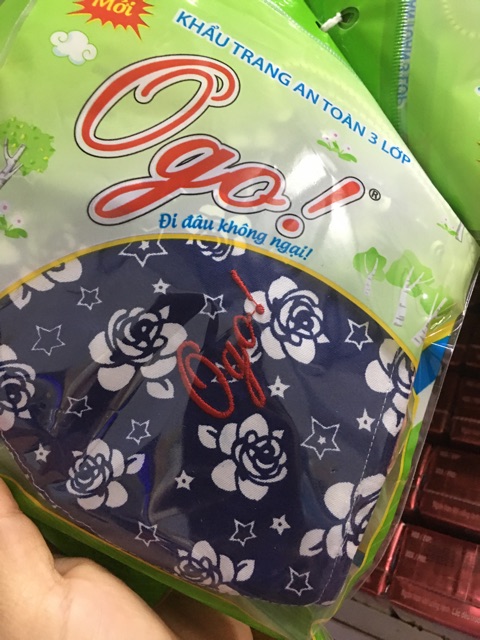 Mới
KHẨU TRANG AN TOÀN 3 LỚP
Ogo! ®
Đi đâu không ngại!
Ogo!